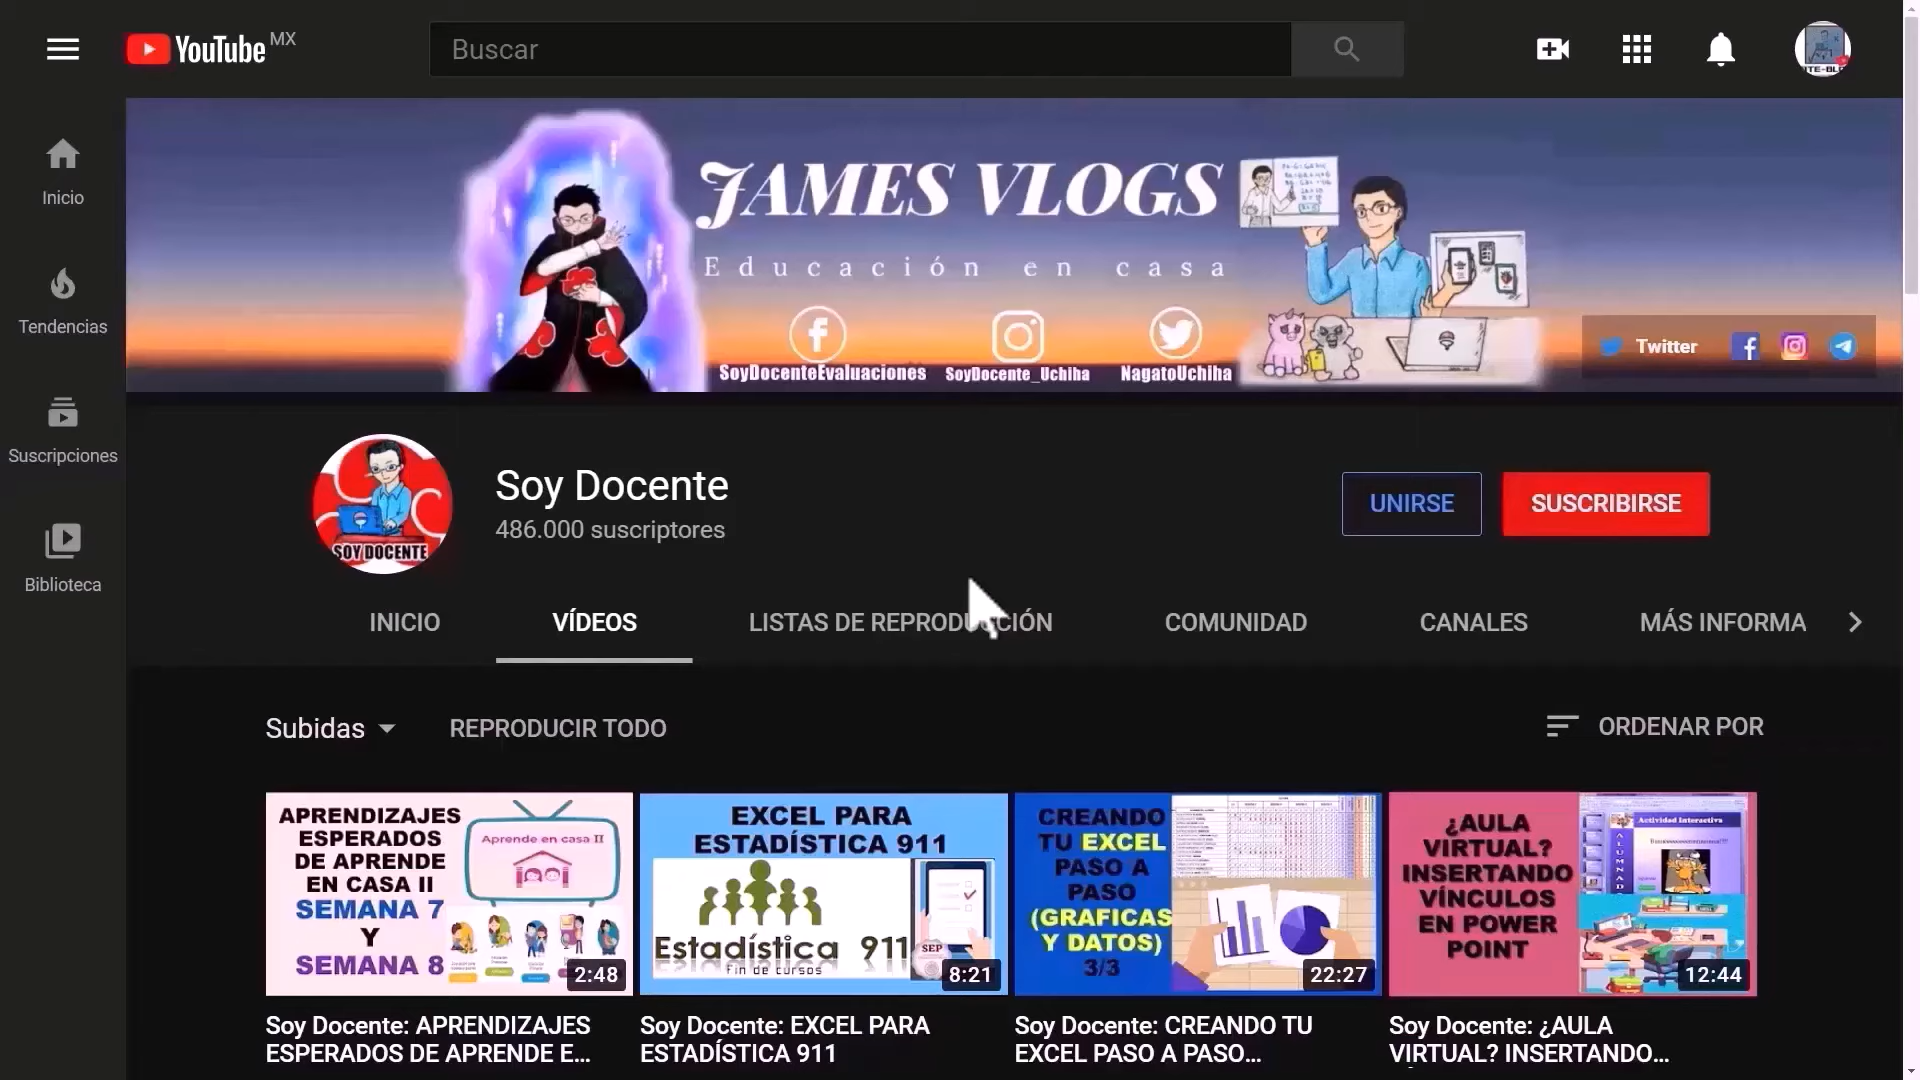 YouTube MX
Buscar
Inicio
Tendencias
Suscripciones
Biblioteca
JAMES VLOGS
Educación en casa
SoyDocenteEvaluaciones
SoyDocente_Uchiha
NagatoUchiha
Twitter
SOY DOCENTE
Soy Docente
486.000 suscriptores
UNIRSE
SUSCRIBIRSE
INICIO
VÍDEOS
LISTAS DE REPRODUCCIÓN
COMUNIDAD
CANALES
MÁS INFORMA
Subidas
REPRODUCIR TODO
ORDENAR POR
APRENDIZAJES
ESPERADOS
DE APRENDE
EN CASA II
SEMANA 7
Y
SEMANA 8
Aprende en casa II
2:48
EXCEL PARA
ESTADÍSTICA 911
Estadística 911
fin de cursos
SEP
8:21
CREANDO
TU EXCEL
PASO A
PASO
(GRAFICAS
Y DATOS)
3/3
22:27
¿AULA
VIRTUAL?
INSERTANDO
VÍNCULOS
EN POWER
POINT
Actividad Interactiva
ALUMNAD
12:44
Soy Docente: APRENDIZAJES
ESPERADOS DE APRENDE E...
Soy Docente: EXCEL PARA
ESTADÍSTICA 911
Soy Docente: CREANDO TU
EXCEL PASO A PASO...
Soy Docente: ¿AULA
VIRTUAL? INSERTANDO...